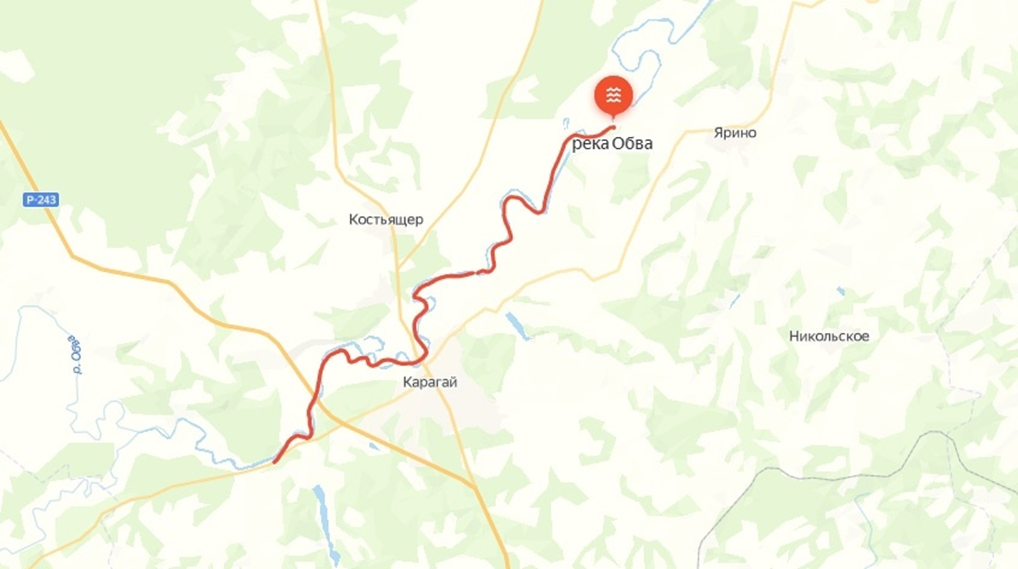 Ярино
река Обва
Р-243
Костьящер
р. Обва
Никольское
Карагай